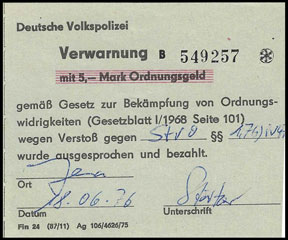 Deutsche Volkspolizei
Verwarnung B 549257
mit 5,— Mark Ordnungsgeld
gemäß Gesetz zur Bekämpfung von Ordnungs-
widrigkeiten (Gesetzblatt I/1968 Seite 101)
wegen Verstoß gegen StVO §§
wurde ausgesprochen und bezahlt.
Jena
Ort
18.06.76
Datum Unterschrift
Fin 24 (87/11) Ag 106/4626/75